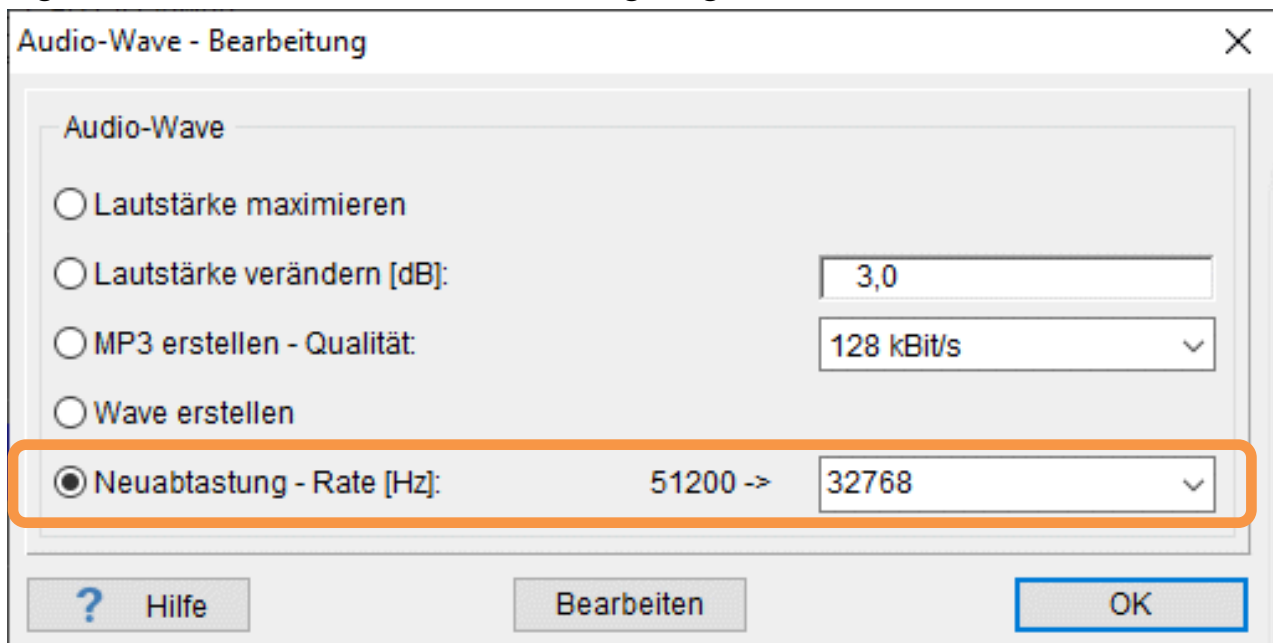 Audio-Wave - Bearbeitung
Audio-Wave
Lautstärke maximieren
Lautstärke verändern [dB]: 3,0
MP3 erstellen - Qualität: 128 kBit/s
Wave erstellen
Neuabtastung - Rate [Hz]: 51200 -> 32768
? Hilfe Bearbeiten OK